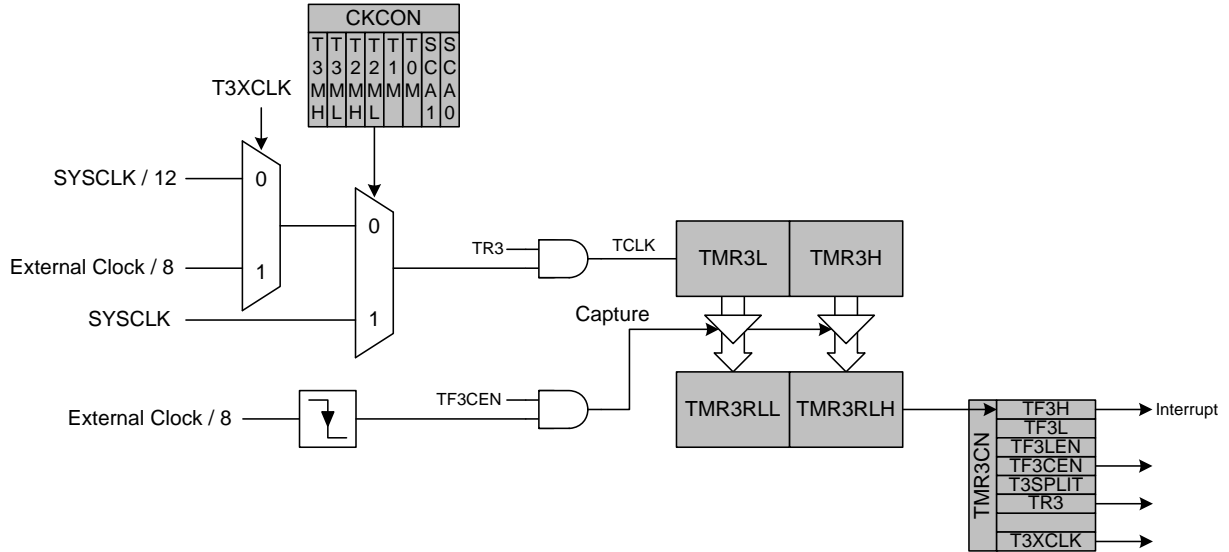 CKCON
T3MH
T3ML
T2MH
T2ML
T1M
T0M
SCA1
SCA0
T3XCLK
SYSCLK / 12
0
External Clock / 8
1
SYSCLK
0
1
TR3
TCLK
TMR3L
TMR3H
Capture
External Clock / 8
TF3CEN
TMR3RLL
TMR3RLH
TMR3CN
TF3H
Interrupt
TF3L
TF3LEN
TF3CEN
T3SPLIT
TR3
T3XCLK